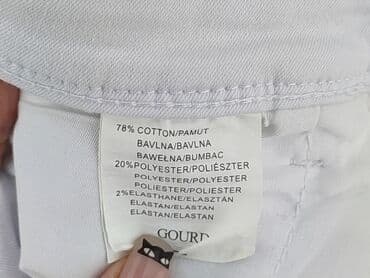 78% COTTON/PAMUT
BAVLNA/BAVLNA
BAWEŁNA/BUMBAC
20%POLYESTER/POLIÉSZTER
POLYESTER/POLYESTER
POLIESTER/POLIESTER
2%ELASTHANE/ELASZTÁN
ELASTAN/ELASTAN
ELASTAN/ELASTAN
GOURD